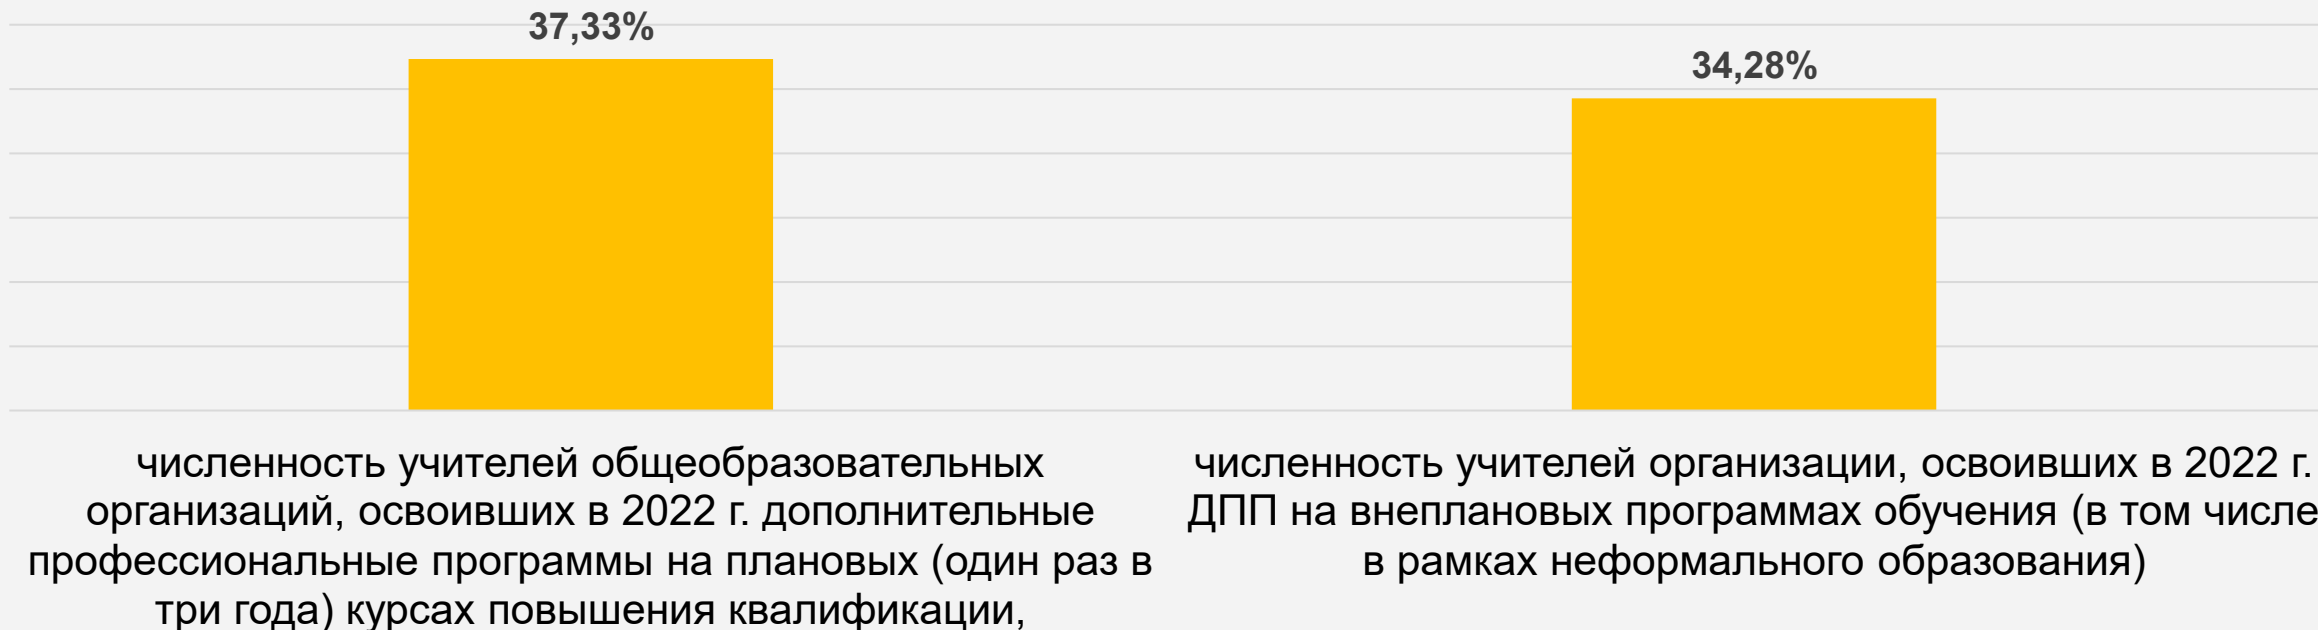 37,33%
34,28%
численность учителей общеобразовательных
организаций, освоивших в 2022 г. дополнительные
профессиональные программы на плановых (один раз в
три года) курсах повышения квалификации,
численность учителей организации, освоивших в 2022 г.
ДПП на внеплановых программах обучения (в том числе
в рамках неформального образования)